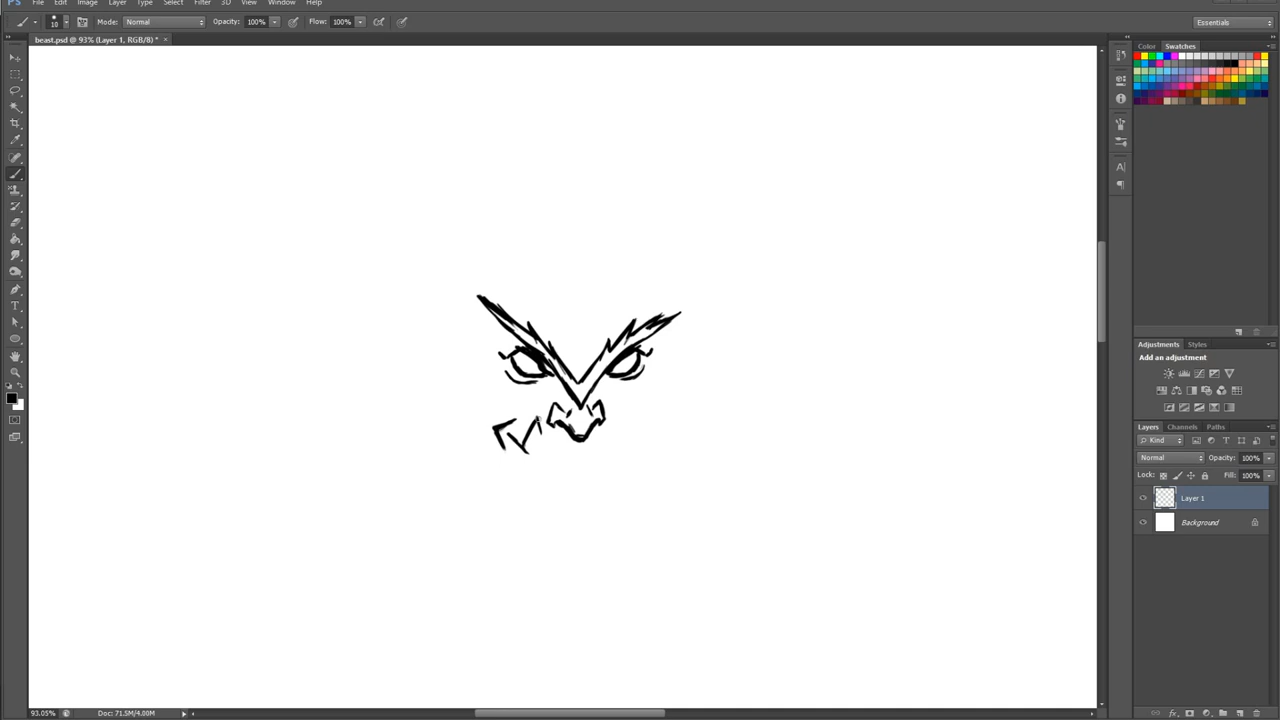 Ps File Edit Image Layer Type Select Filter 3D View Window Help
10 Mode: Normal Opacity: 100% Flow: 100% Essentials
beast.psd @ 93% (Layer 1, RGB/8) * ×
Color Swatches
Adjustments Styles
Add an adjustment
Layers Channels Paths
Kind
Normal Opacity: 100%
Lock: Fill: 100%
Layer 1
Background
93.05% Doc: 71.5M/4.00M